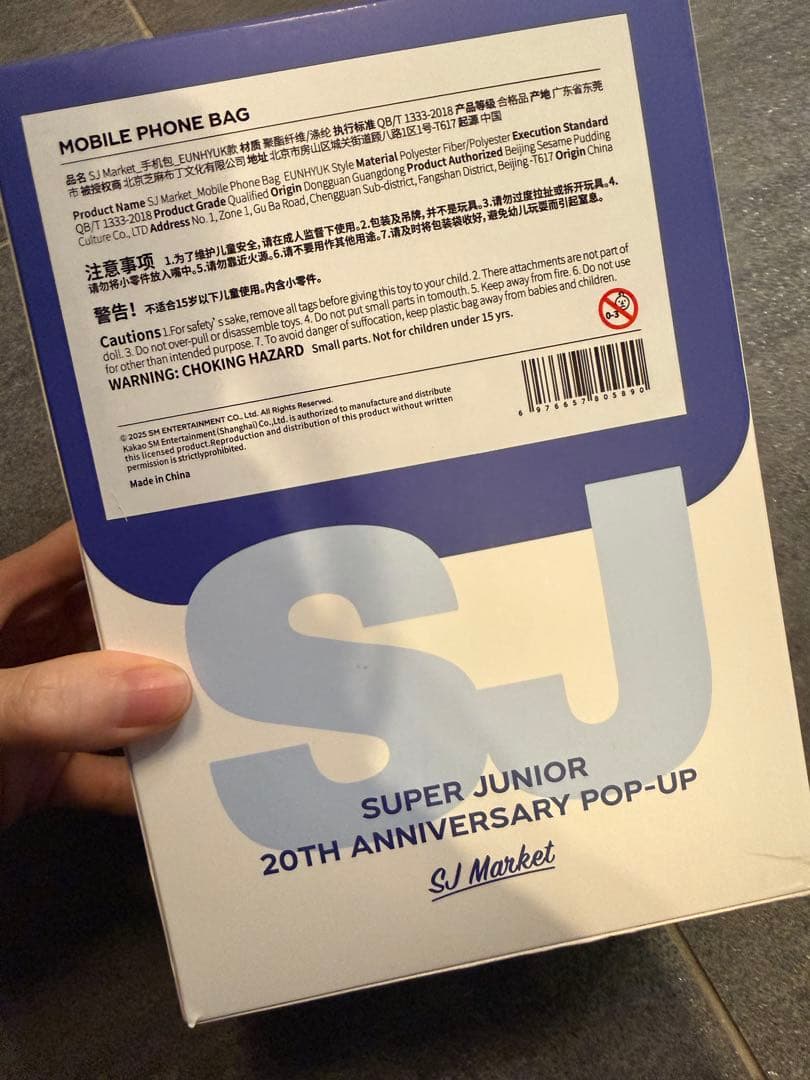 MOBILE PHONE BAG
品名 SJ Market_手机包_EUNHYUK款 材质 聚酯纤维/涤纶 执行标准 QB/T 1333-2018 产品等级 合格品 产地 广东省东莞
市 被授权商 北京芝麻布丁文化有限公司 地址 北京市房山区城关街道顾八路1区1号-T617 起源 中国
Product Name SJ Market_Mobile Phone Bag_EUNHYUK Style Material Polyester Fiber/Polyester Execution Standard
QB/T 1333-2018 Product Grade Qualified Origin Dongguan Guangdong Product Authorized Beijing Sesame Pudding
Culture Co., LTD Address No. 1, Zone 1, Gu Ba Road, Chengguan Sub-district, Fangshan District, Beijing -T617 Origin China
注意事项 1.为了维护儿童安全,请在成人监督下使用。2.包装及吊牌,并不是玩具。3.请勿过度拉扯或拆开玩具。4.
请勿将小零件放入嘴中。5.请勿靠近火源。6.请不要用作其他用途。7.请及时将包装袋收好,避免幼儿玩耍而引起窒息。
警告! 不适合15岁以下儿童使用。内含小零件。
Cautions 1.For safety's sake, remove all tags before giving this toy to your child. 2. There attachments are not part of
doll. 3. Do not over-pull or disassemble toys. 4. Do not put small parts in tomouth. 5. Keep away from fire. 6. Do not use
for other than intended purpose. 7. To avoid danger of suffocation, keep plastic bag away from babies and children.
WARNING: CHOKING HAZARD Small parts. Not for children under 15 yrs.
0-3
© 2025 SM ENTERTAINMENT CO., Ltd. All Rights Reserved.
Kakao SM Entertainment (Shanghai) Co.,Ltd. is authorized to manufacture and distribute
this licensed product.Reproduction and distribution of this product without written
permission is strictlyprohibited.
Made in China
6 976657 805890
SJ
SUPER JUNIOR
20TH ANNIVERSARY POP-UP
SJ Market